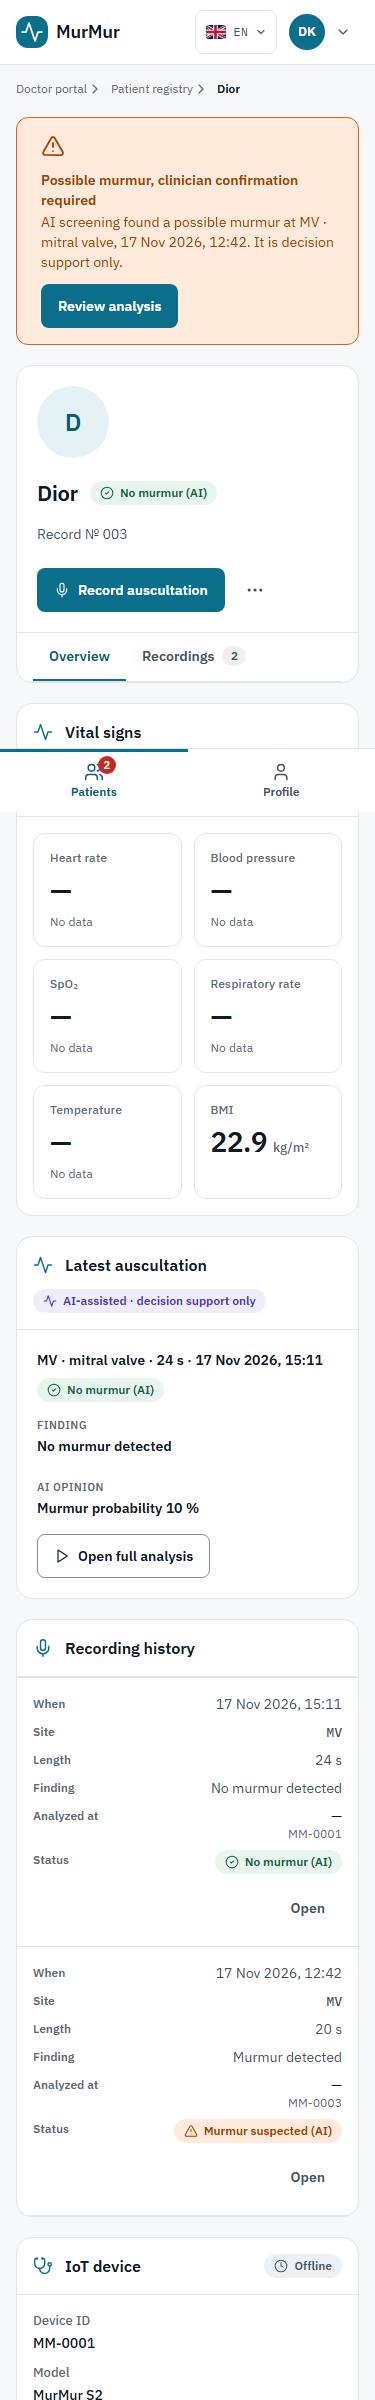 MurMur
EN
DK
Doctor portal
Patient registry
Dior
Possible murmur, clinician confirmation
required
AI screening found a possible murmur at MV ·
mitral valve, 17 Nov 2026, 12:42. It is decision
support only.
Review analysis
D
Dior
No murmur (AI)
Record № 003
Record auscultation
Overview
Recordings
2
Vital signs
2
Patients
Profile
Heart rate
—
No data
Blood pressure
—
No data
SpO₂
—
No data
Respiratory rate
—
No data
Temperature
—
No data
BMI
22.9 kg/m²
Latest auscultation
AI-assisted · decision support only
MV · mitral valve · 24 s · 17 Nov 2026, 15:11
No murmur (AI)
FINDING
No murmur detected
AI OPINION
Murmur probability 10 %
Open full analysis
Recording history
When
17 Nov 2026, 15:11
Site
MV
Length
24 s
Finding
No murmur detected
Analyzed at
—
MM-0001
Status
No murmur (AI)
Open
When
17 Nov 2026, 12:42
Site
MV
Length
20 s
Finding
Murmur detected
Analyzed at
—
MM-0003
Status
Murmur suspected (AI)
Open
IoT device
Offline
Device ID
MM-0001
Model
MurMur S2